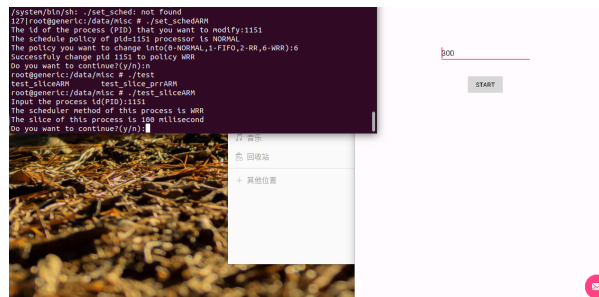 /system/bin/sh: ./set_sched: not found
127|root@generic:/data/misc # ./set_schedARM
The id of the process (PID) that you want to modify:1151
The schedule policy of pid=1151 processor is NORMAL
The policy you want to change into(0-NORMAL,1-FIFO,2-RR,6-WRR):6
Successfuly change pid 1151 to policy WRR
Do you want to continue?(y/n):n
root@generic:/data/misc # ./test
test_sliceARM test_slice_prrARM
root@generic:/data/misc # ./test_sliceARM
Input the process id(PID):1151
The scheduler method of this process is WRR
The slice of this process is 100 milisecond
Do you want to continue?(y/n):
音乐
回收站
+ 其他位置
300
START